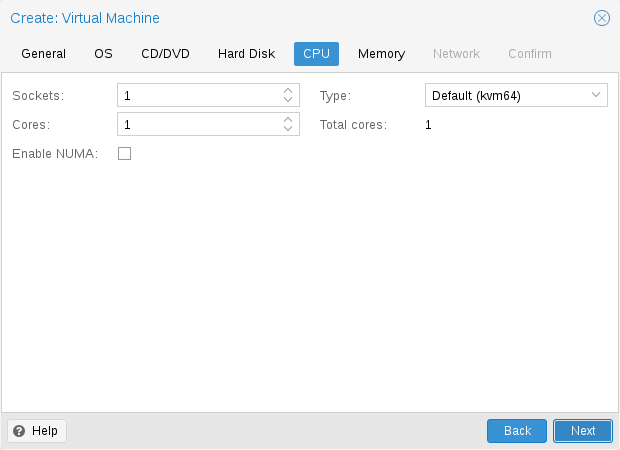 Create: Virtual Machine
General OS CD/DVD Hard Disk CPU Memory Network Confirm
Sockets: 1 Type: Default (kvm64)
Cores: 1 Total cores: 1
Enable NUMA:
Help Back Next